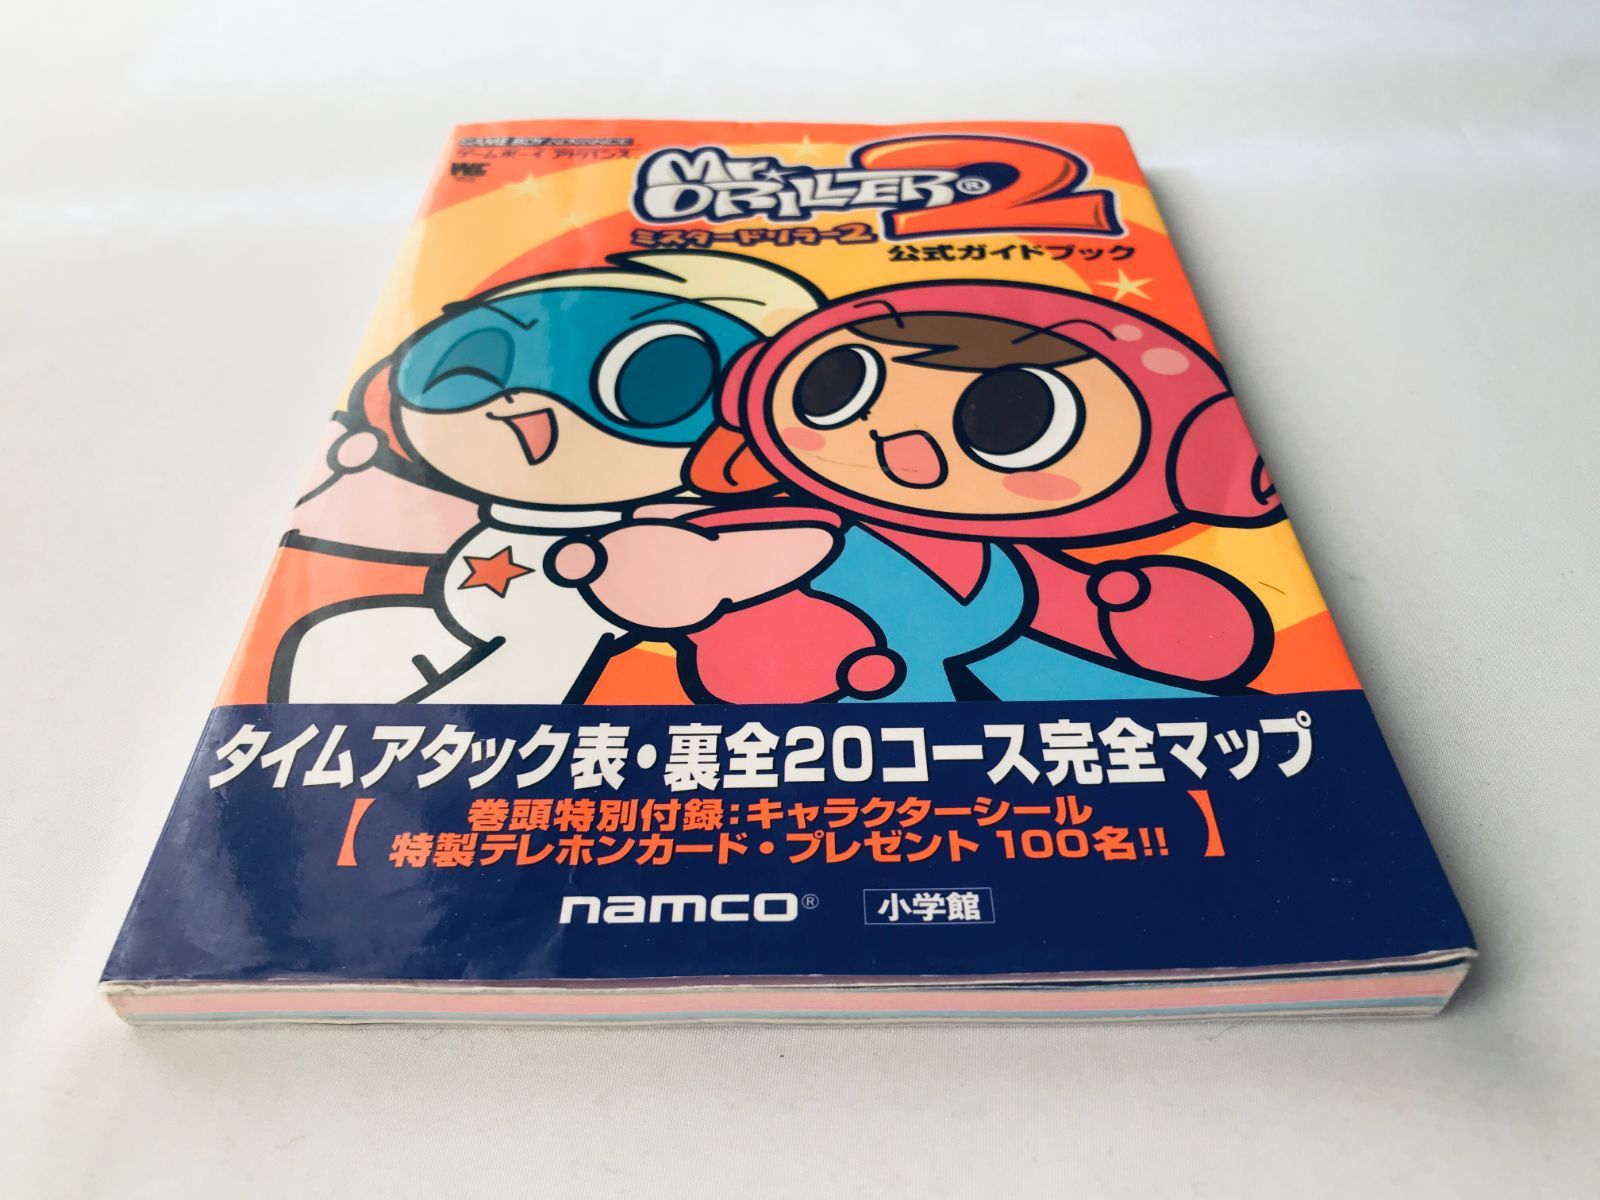 GAME BOY ADVANCE
ゲームボーイ アドバンス
Mr. DRILLER® 2
ミスタードリラー2
公式ガイドブック
タイムアタック表・裏全20コース完全マップ
【巻頭特別付録:キャラクターシール
特製テレホンカード・プレゼント 100名!!】
namco®
小学館